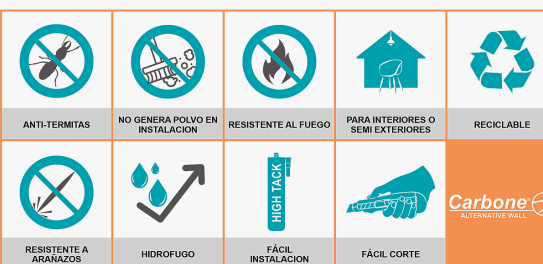 ANTI-TERMITAS
NO GENERA POLVO EN
INSTALACION
RESISTENTE AL FUEGO
PARA INTERIORES O
SEMI EXTERIORES
RECICLABLE
RESISTENTE A
ARAÑAZOS
HIDROFUGO
HIGH TACK
FÁCIL
INSTALACION
FÁCIL CORTE
Carbone®
ALTERNATIVE WALL